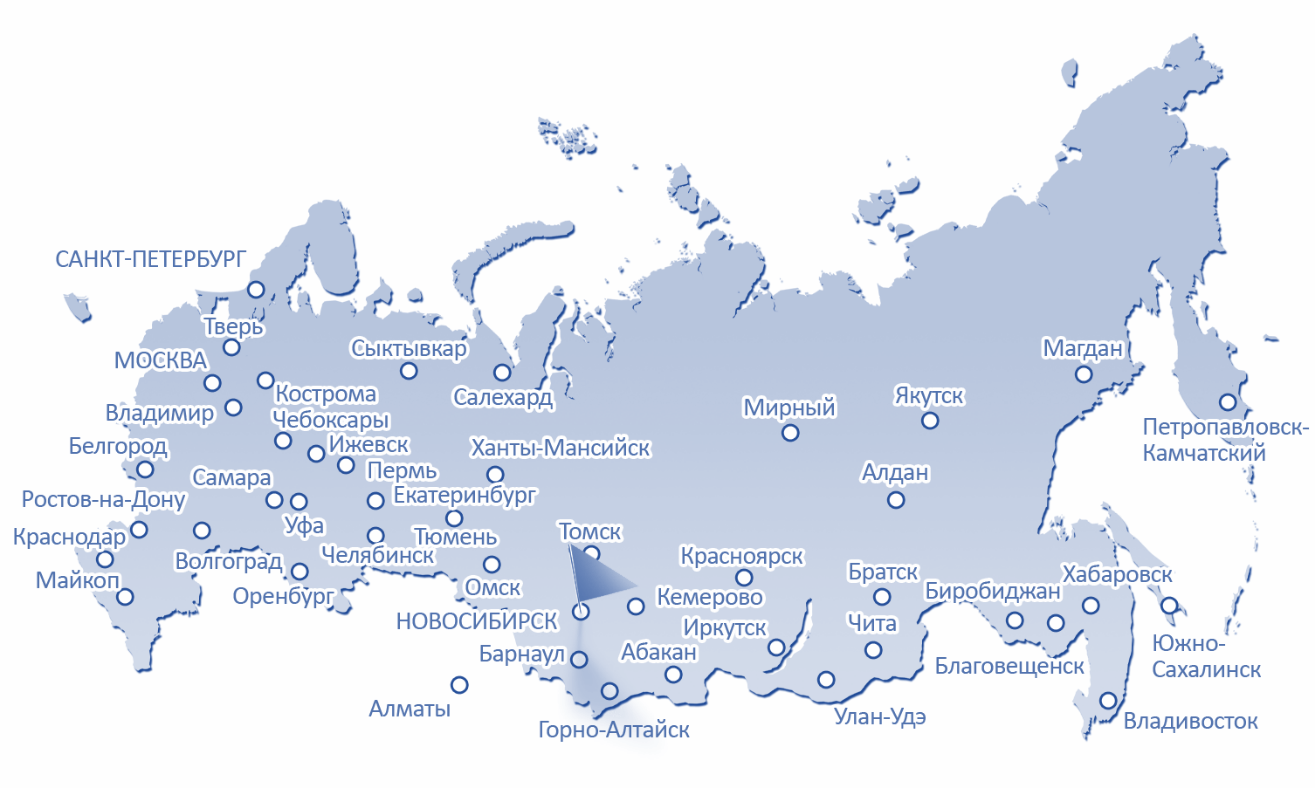 САНКТ-ПЕТЕРБУРГ
Тверь
МОСКВА
Сыктывкар
Магдан
Салехард
Кострома
Якутск
Мирный
Владимир
Чебоксары
Петропавловск-
Камчатский
Ижевск
Белгород
Ханты-Мансийск
Пермь
Алдан
Самара
Екатеринбург
Ростов-на-Дону
Уфа
Томск
Краснодар
Тюмень
Челябинск
Красноярск
Волгоград
Братск
Хабаровск
Майкоп
Омск
Биробиджан
Оренбург
Кемерово
НОВОСИБИРСК
Чита
Иркутск
Южно-
Сахалинск
Барнаул
Абакан
Благовещенск
Алматы
Улан-Удэ
Владивосток
Горно-Алтайск